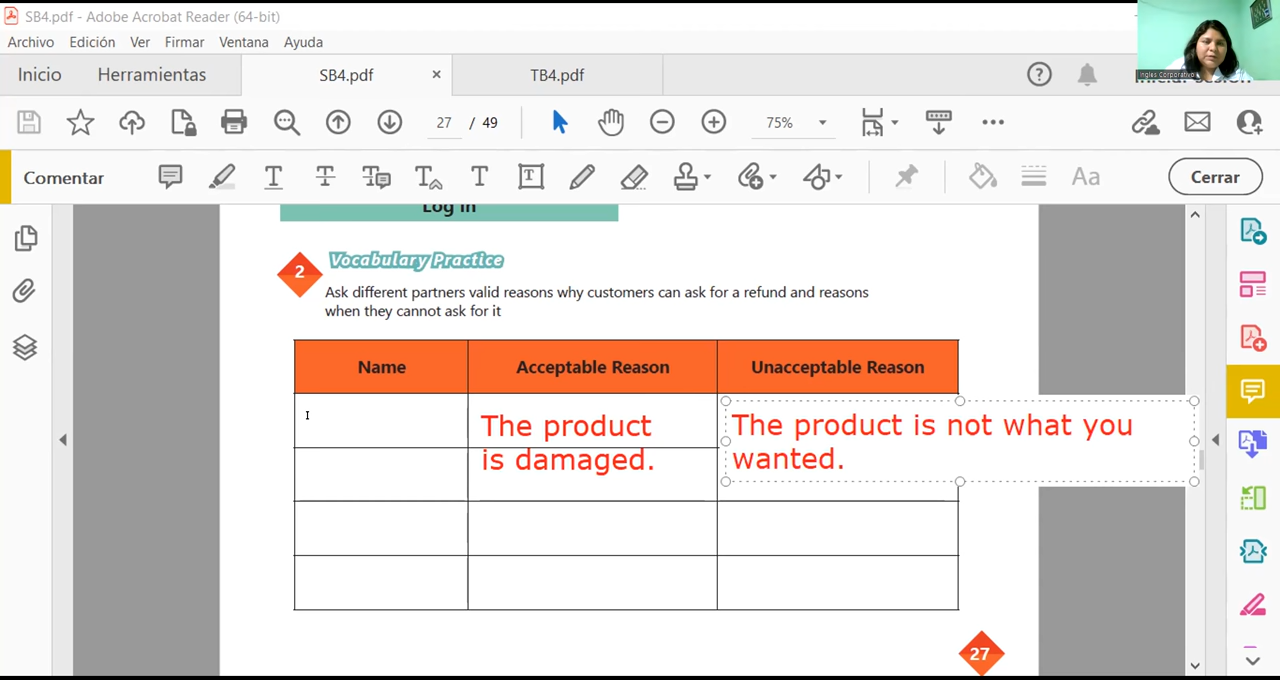 SB4.pdf - Adobe Acrobat Reader (64-bit)
Archivo Edición Ver Firmar Ventana Ayuda
Inicio Herramientas SB4.pdf × TB4.pdf
Ingles Corporativo
27 / 49 75%
Comentar Cerrar
Log in
2 Vocabulary Practice
Ask different partners valid reasons why customers can ask for a refund and reasons
when they cannot ask for it
Name Acceptable Reason Unacceptable Reason
The product The product is not what you
is damaged. wanted.
27